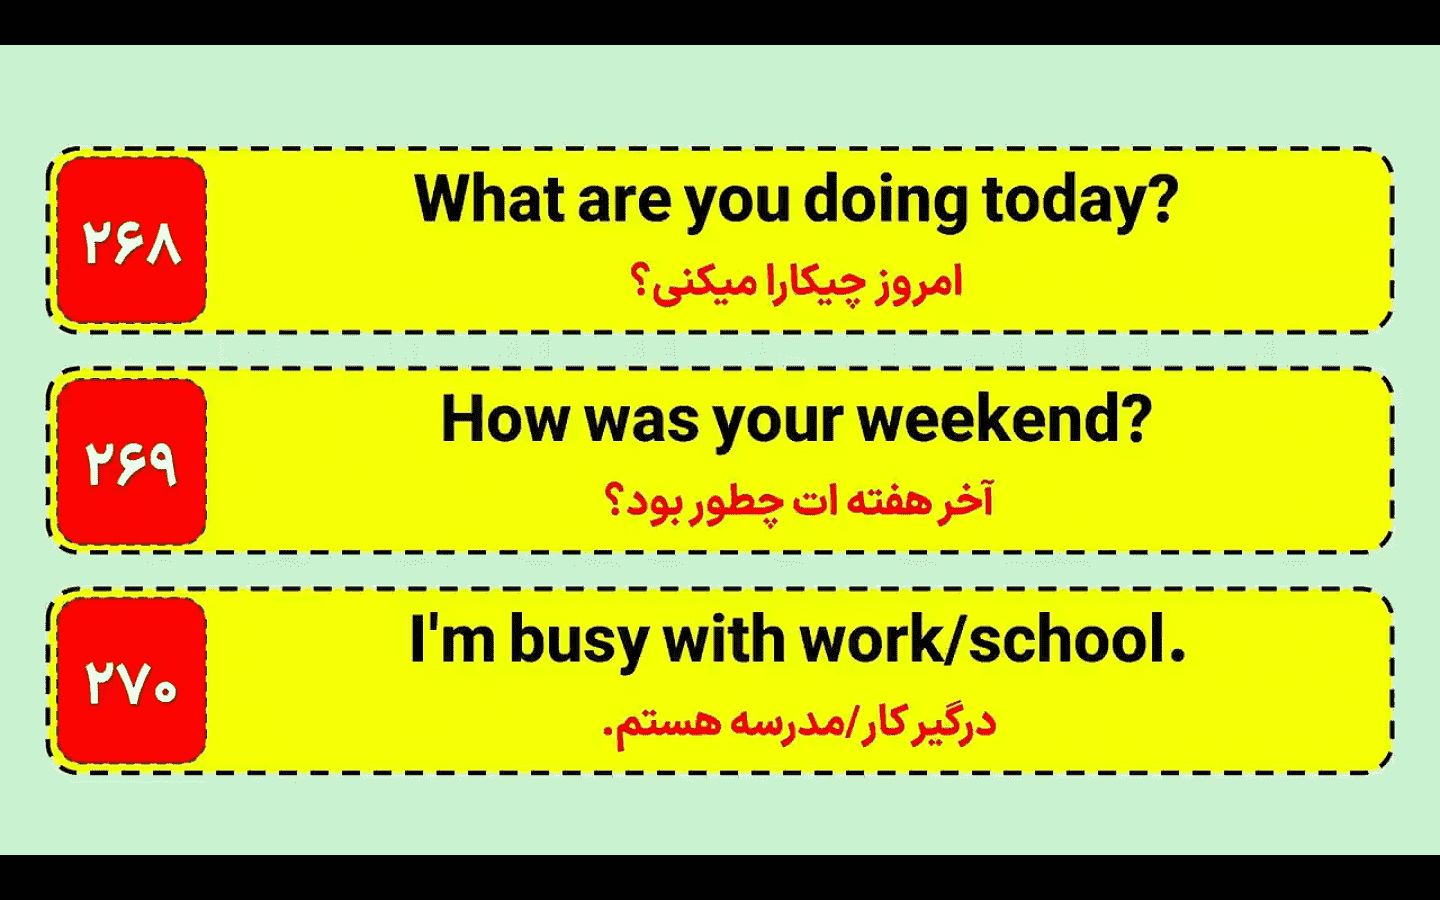 ۲۶۸
What are you doing today?
امروز چیکارا میکنی؟
۲۶۹
How was your weekend?
آخر هفته ات چطور بود؟
۲۷۰
I'm busy with work/school.
درگیر کار/مدرسه هستم.